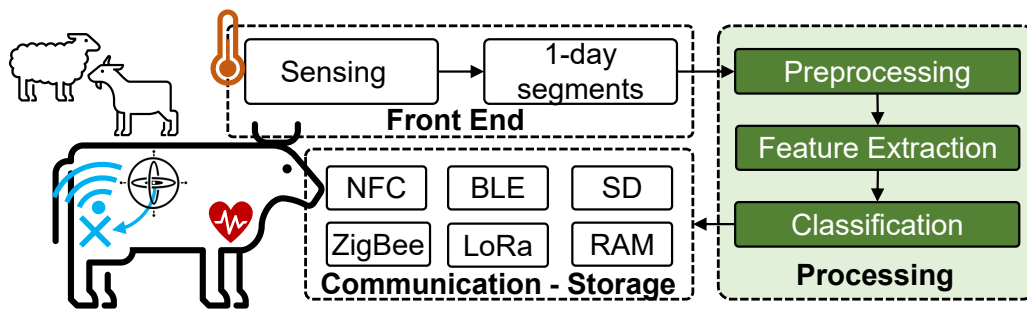 Sensing
1-day
segments
Front End
Preprocessing
Feature Extraction
Classification
Processing
NFC
BLE
SD
ZigBee
LoRa
RAM
Communication - Storage